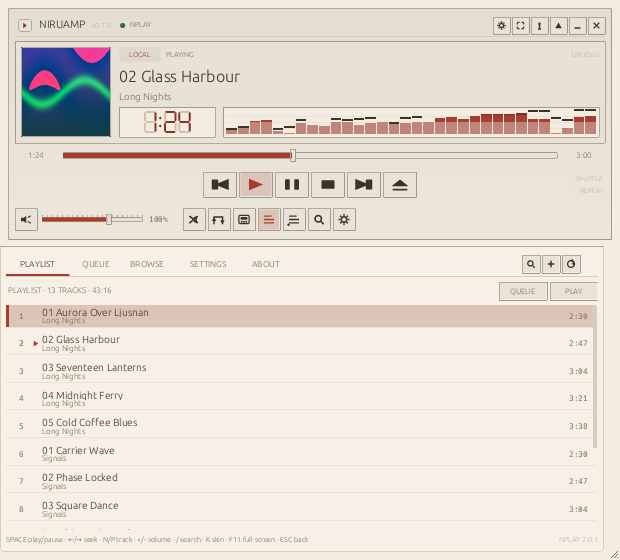 NIRUAMP v0.7.0 NPLAY
LOCAL PLAYING 128 kbps
02 Glass Harbour
Long Nights
1:24
1:24 3:00
SHUFFLE
REPEAT
100%
PLAYLIST QUEUE BROWSE SETTINGS ABOUT
PLAYLIST · 13 TRACKS · 43:16 QUEUE PLAY
1 01 Aurora Over Ljusnan 2:30
Long Nights
2 02 Glass Harbour 2:47
Long Nights
3 03 Seventeen Lanterns 3:04
Long Nights
4 04 Midnight Ferry 3:21
Long Nights
5 05 Cold Coffee Blues 3:38
Long Nights
6 01 Carrier Wave 2:30
Signals
7 02 Phase Locked 2:47
Signals
8 03 Square Dance 3:04
Signals
SPACE play/pause · ←/→ seek · N/P track · +/- volume · / search · K skin · F11 full screen · ESC back NPLAY 2.0.1